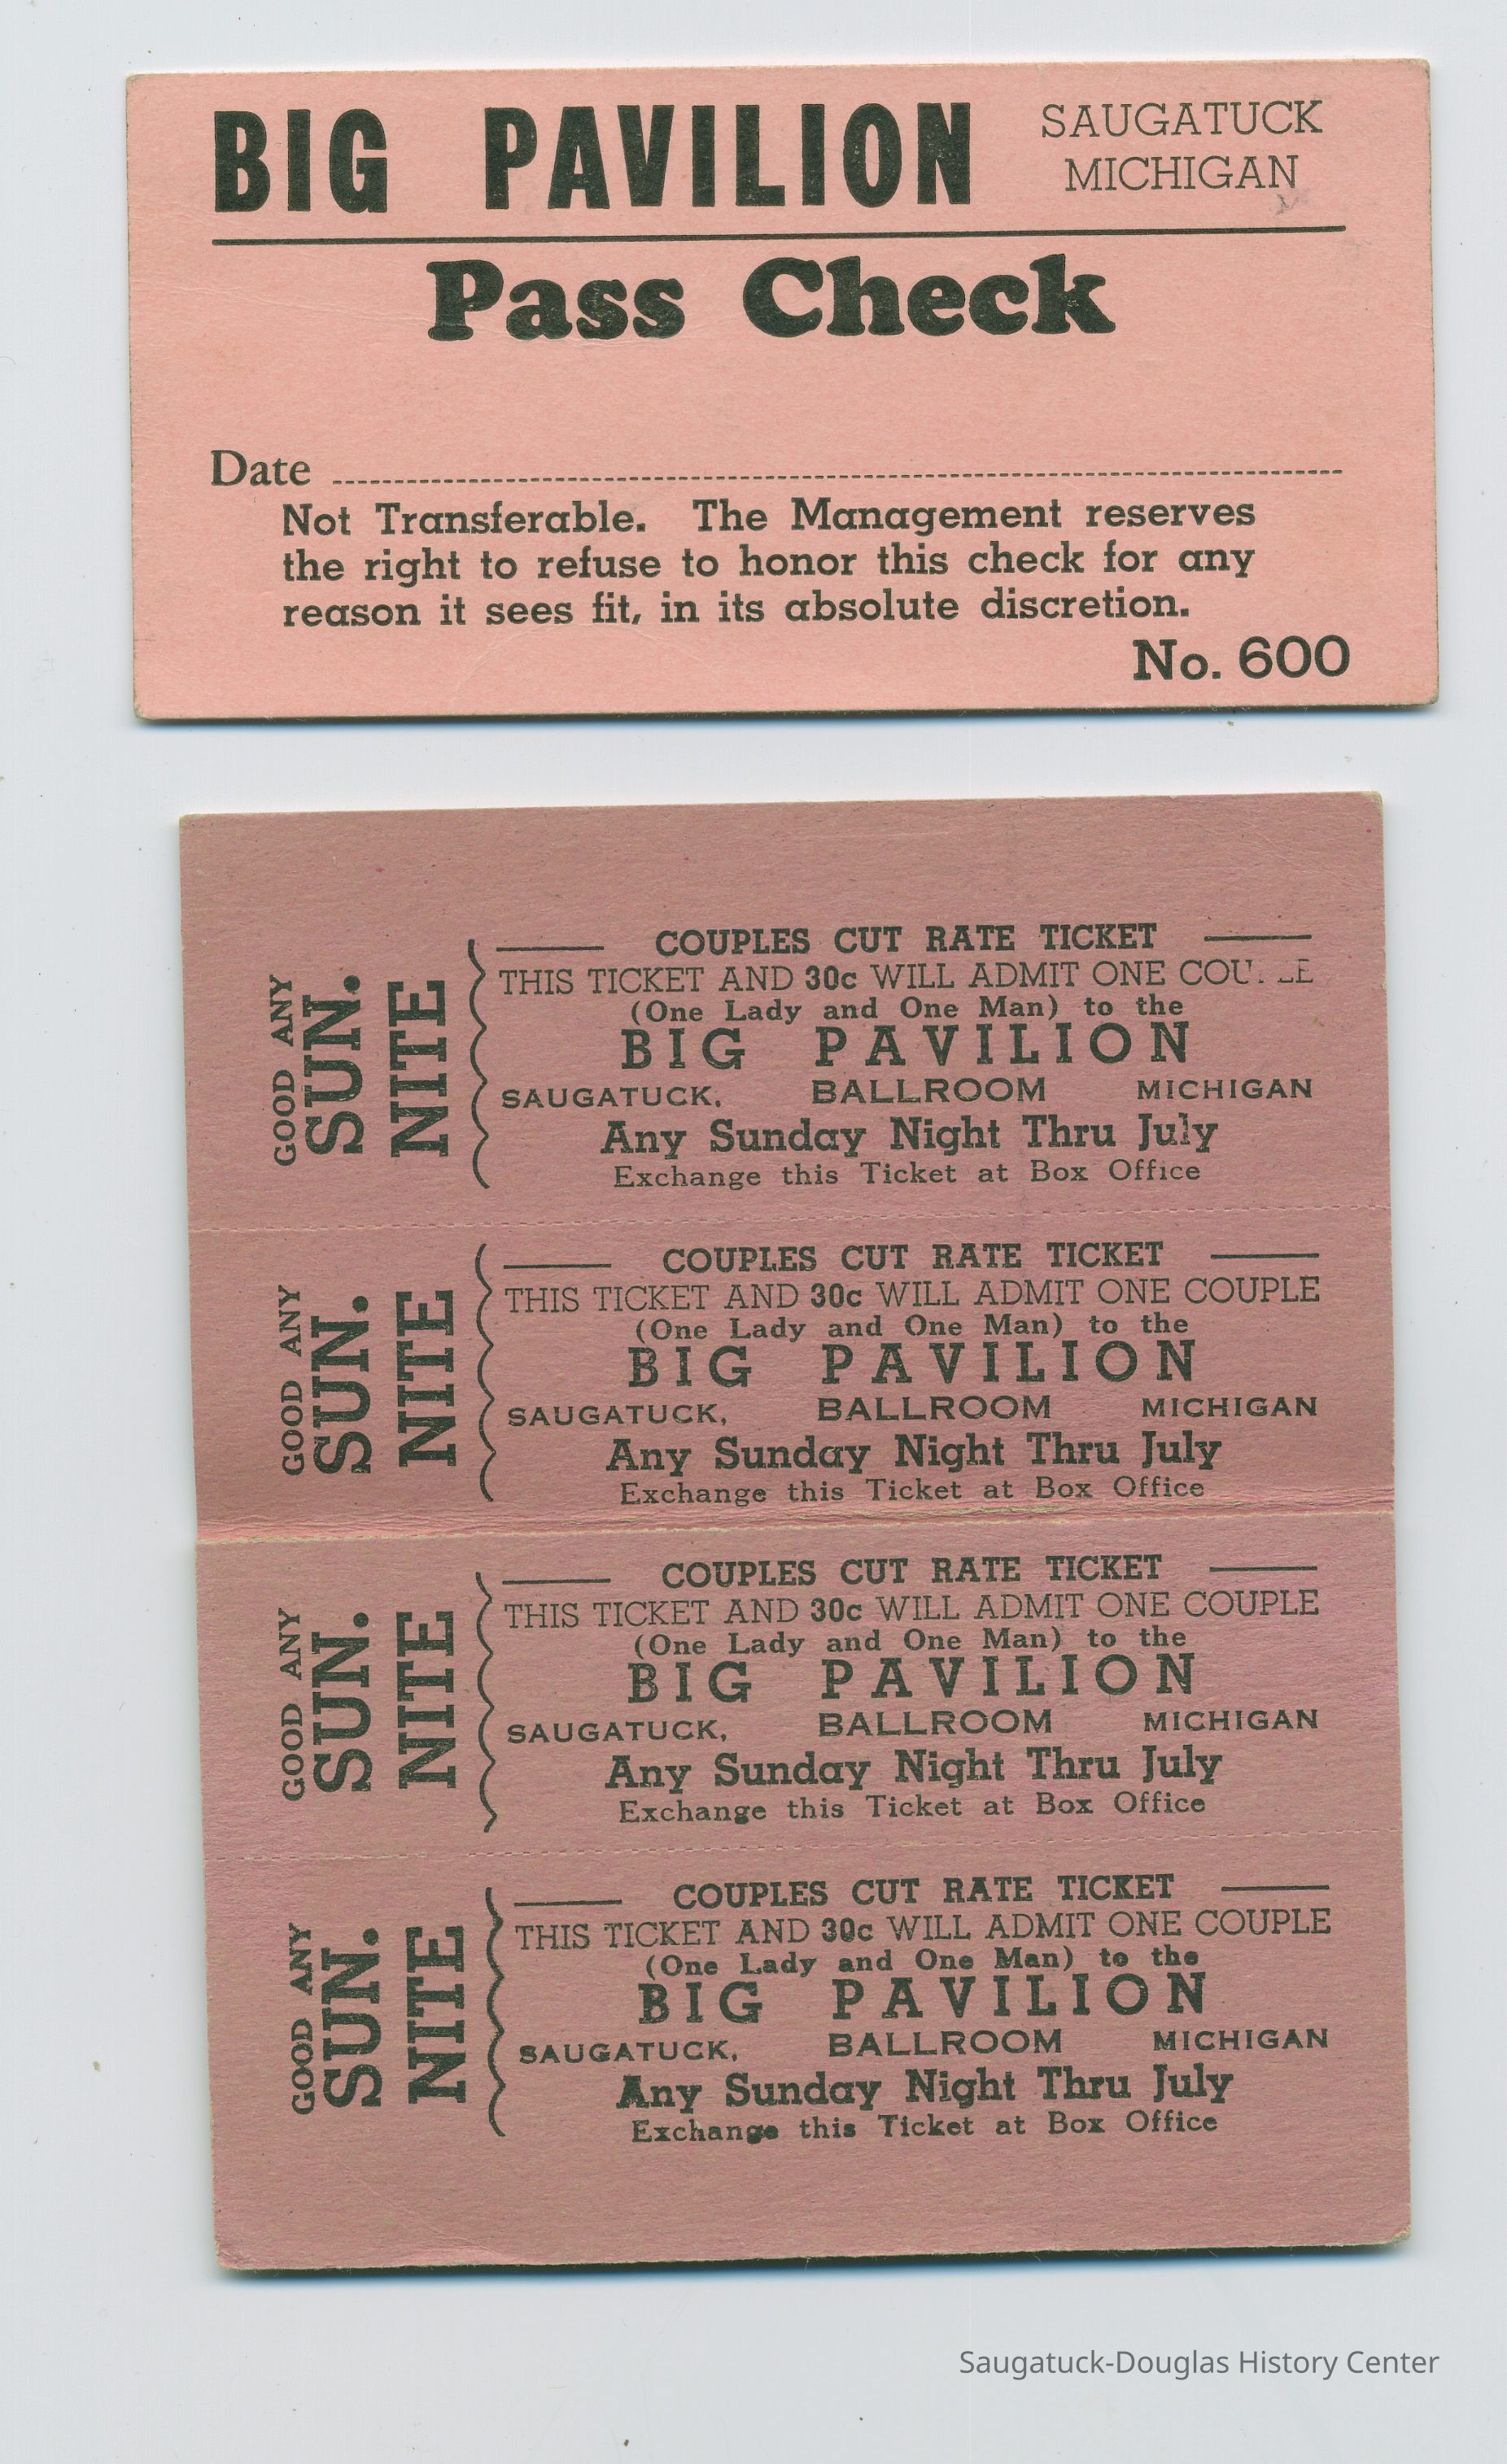 BIG PAVILION SAUGATUCK
MICHIGAN
Pass Check
Date
Not Transferable. The Management reserves
the right to refuse to honor this check for any
reason it sees fit, in its absolute discretion.
No. 600
GOOD ANY
SUN.
NITE
COUPLES CUT RATE TICKET
THIS TICKET AND 30c WILL ADMIT ONE
(One Lady and One Man) to the
BIG PAVILION
SAUGATUCK, BALLROOM MICHIGAN
Any Sunday Night Thru July
Exchange this Ticket at Box Office
GOOD ANY
SUN.
NITE
COUPLES CUT RATE TICKET
THIS TICKET AND 30c WILL ADMIT ONE COUPLE
(One Lady and One Man) to the
BIG PAVILION
SAUGATUCK, BALLROOM MICHIGAN
Any Sunday Night Thru July
Exchange this Ticket at Box Office
GOOD ANY
SUN.
NITE
COUPLES CUT RATE TICKET
THIS TICKET AND 30c WILL ADMIT ONE COUPLE
(One Lady and One Man) to the
BIG PAVILION
SAUGATUCK, BALLROOM MICHIGAN
Any Sunday Night Thru July
Exchange this Ticket at Box Office
GOOD ANY
SUN.
NITE
COUPLES CUT RATE TICKET
THIS TICKET AND 30c WILL ADMIT ONE COUPLE
(One Lady and One Man) to the
BIG PAVILION
SAUGATUCK, BALLROOM MICHIGAN
Any Sunday Night Thru July
Exchange this Ticket at Box Office
Saugatuck-Douglas History Center